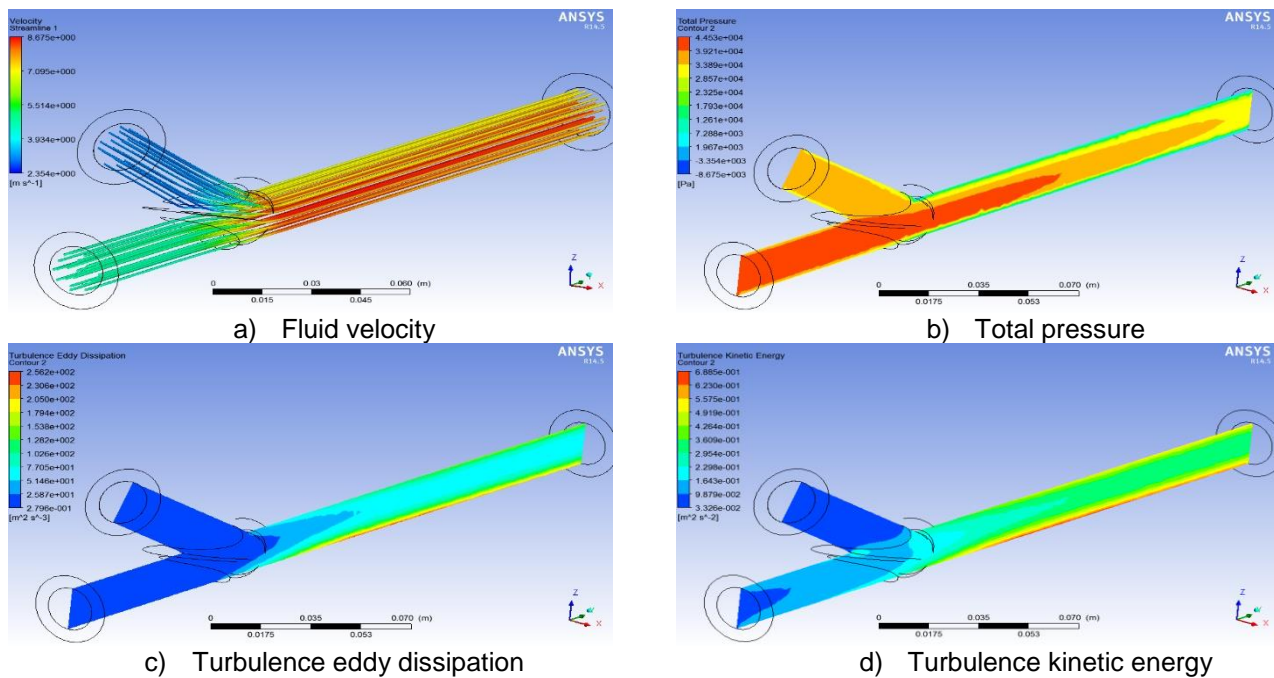 Velocity
Streamline 1
8.675e+000
7.095e+000
5.514e+000
3.934e+000
2.354e+000
[m s^-1]
ANSYS
R14.5
0 0.03 0.060 (m)
0.015 0.045
Z
Y
X
a) Fluid velocity
Total Pressure
Contour 2
4.453e+004
3.921e+004
3.389e+004
2.857e+004
2.325e+004
1.793e+004
1.261e+004
7.288e+003
1.967e+003
-3.354e+003
-8.675e+003
[Pa]
ANSYS
R14.5
0 0.035 0.070 (m)
0.0175 0.053
Z
Y
X
b) Total pressure
Turbulence Eddy Dissipation
Contour 2
2.562e+002
2.306e+002
2.050e+002
1.794e+002
1.538e+002
1.282e+002
1.026e+002
7.705e+001
5.146e+001
2.587e+001
2.796e-001
[m^2 s^-3]
ANSYS
R14.5
0 0.035 0.070 (m)
0.0175 0.053
Z
Y
X
c) Turbulence eddy dissipation
Turbulence Kinetic Energy
Contour 2
6.885e-001
6.230e-001
5.575e-001
4.919e-001
4.264e-001
3.609e-001
2.954e-001
2.298e-001
1.643e-001
9.879e-002
3.326e-002
[m^2 s^-2]
ANSYS
R14.5
0 0.035 0.070 (m)
0.0175 0.053
Z
Y
X
d) Turbulence kinetic energy